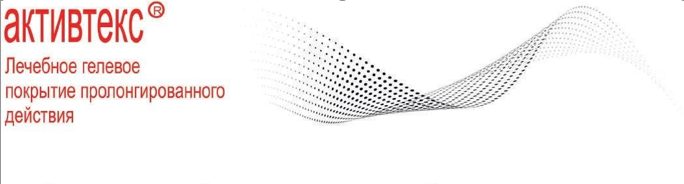 активтекс®
Лечебное гелевое
покрытие пролонгированного
действия